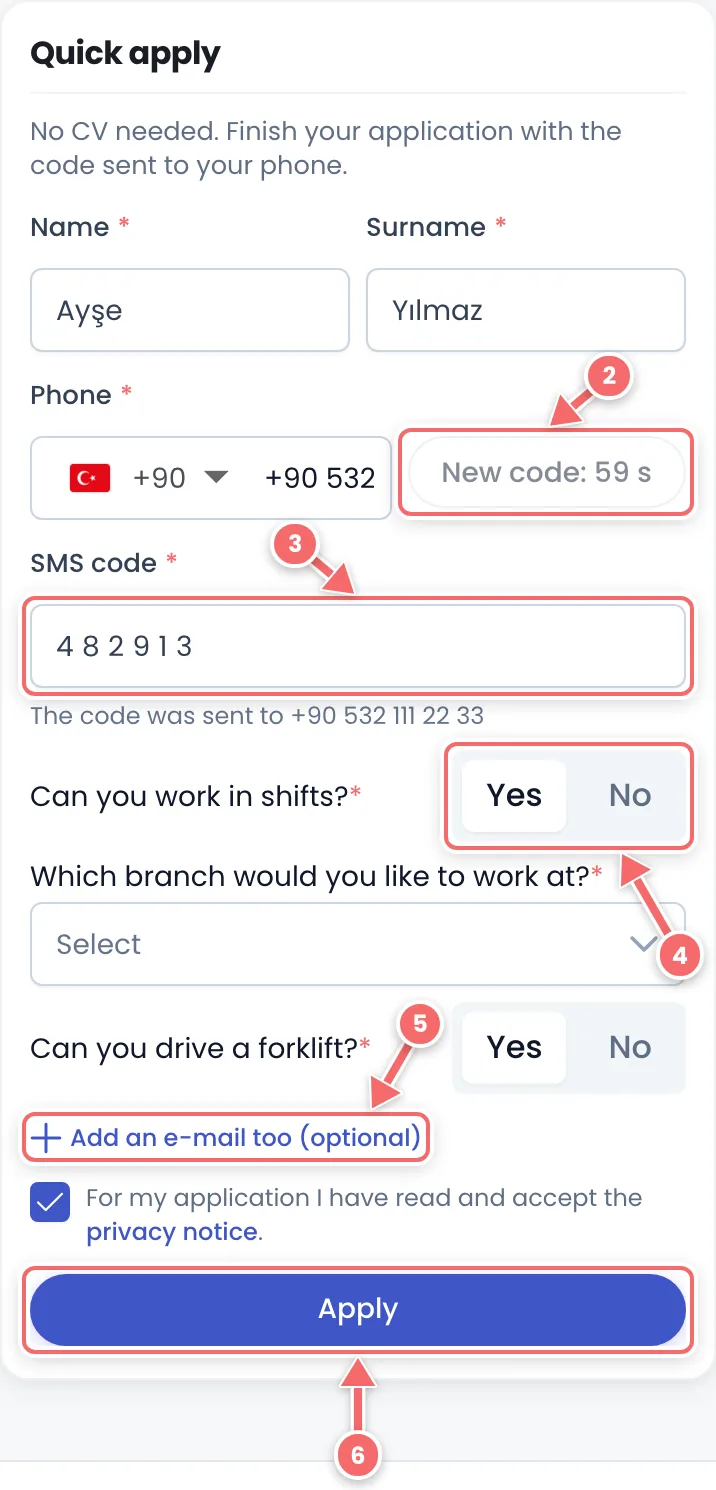 Quick apply
No CV needed. Finish your application with the
code sent to your phone.
Name * Surname *
Ayşe Yılmaz
2
Phone *
+90 +90 532 New code: 59 s
3
SMS code *
4 8 2 9 1 3
The code was sent to +90 532 111 22 33
Can you work in shifts?* Yes No
Which branch would you like to work at?*
Select
4
5
Can you drive a forklift?* Yes No
+ Add an e-mail too (optional)
For my application I have read and accept the
privacy notice.
Apply
6